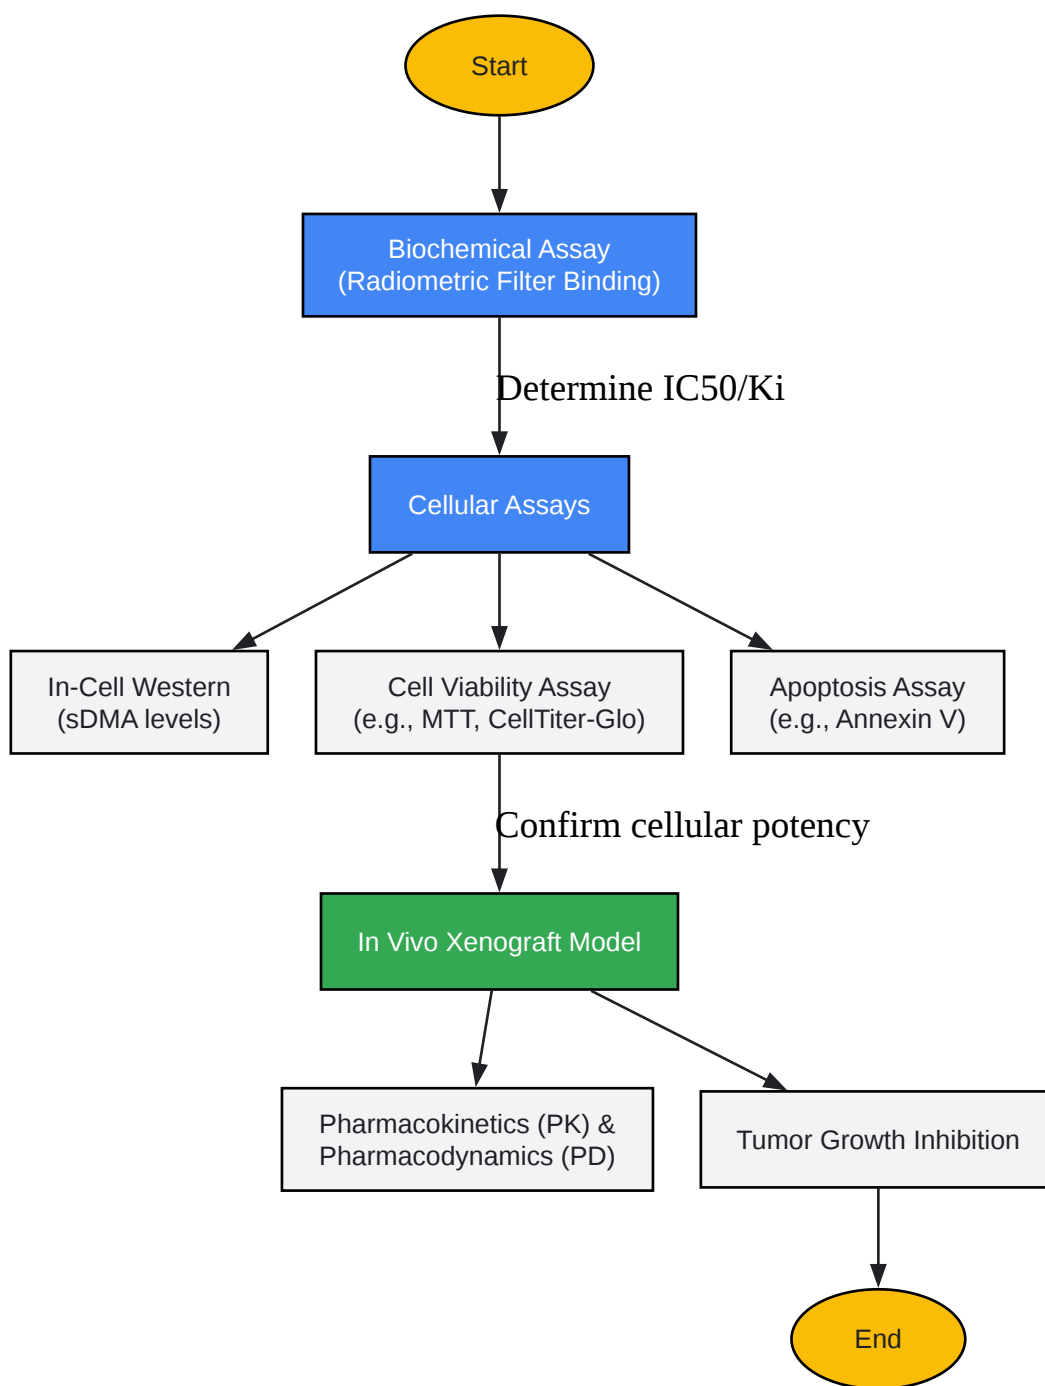 Start
Biochemical Assay
(Radiometric Filter Binding)
Determine IC50/Ki
Cellular Assays
In-Cell Western
(sDMA levels)
Cell Viability Assay
(e.g., MTT, CellTiter-Glo)
Apoptosis Assay
(e.g., Annexin V)
Confirm cellular potency
In Vivo Xenograft Model
Pharmacokinetics (PK) &
Pharmacodynamics (PD)
Tumor Growth Inhibition
End